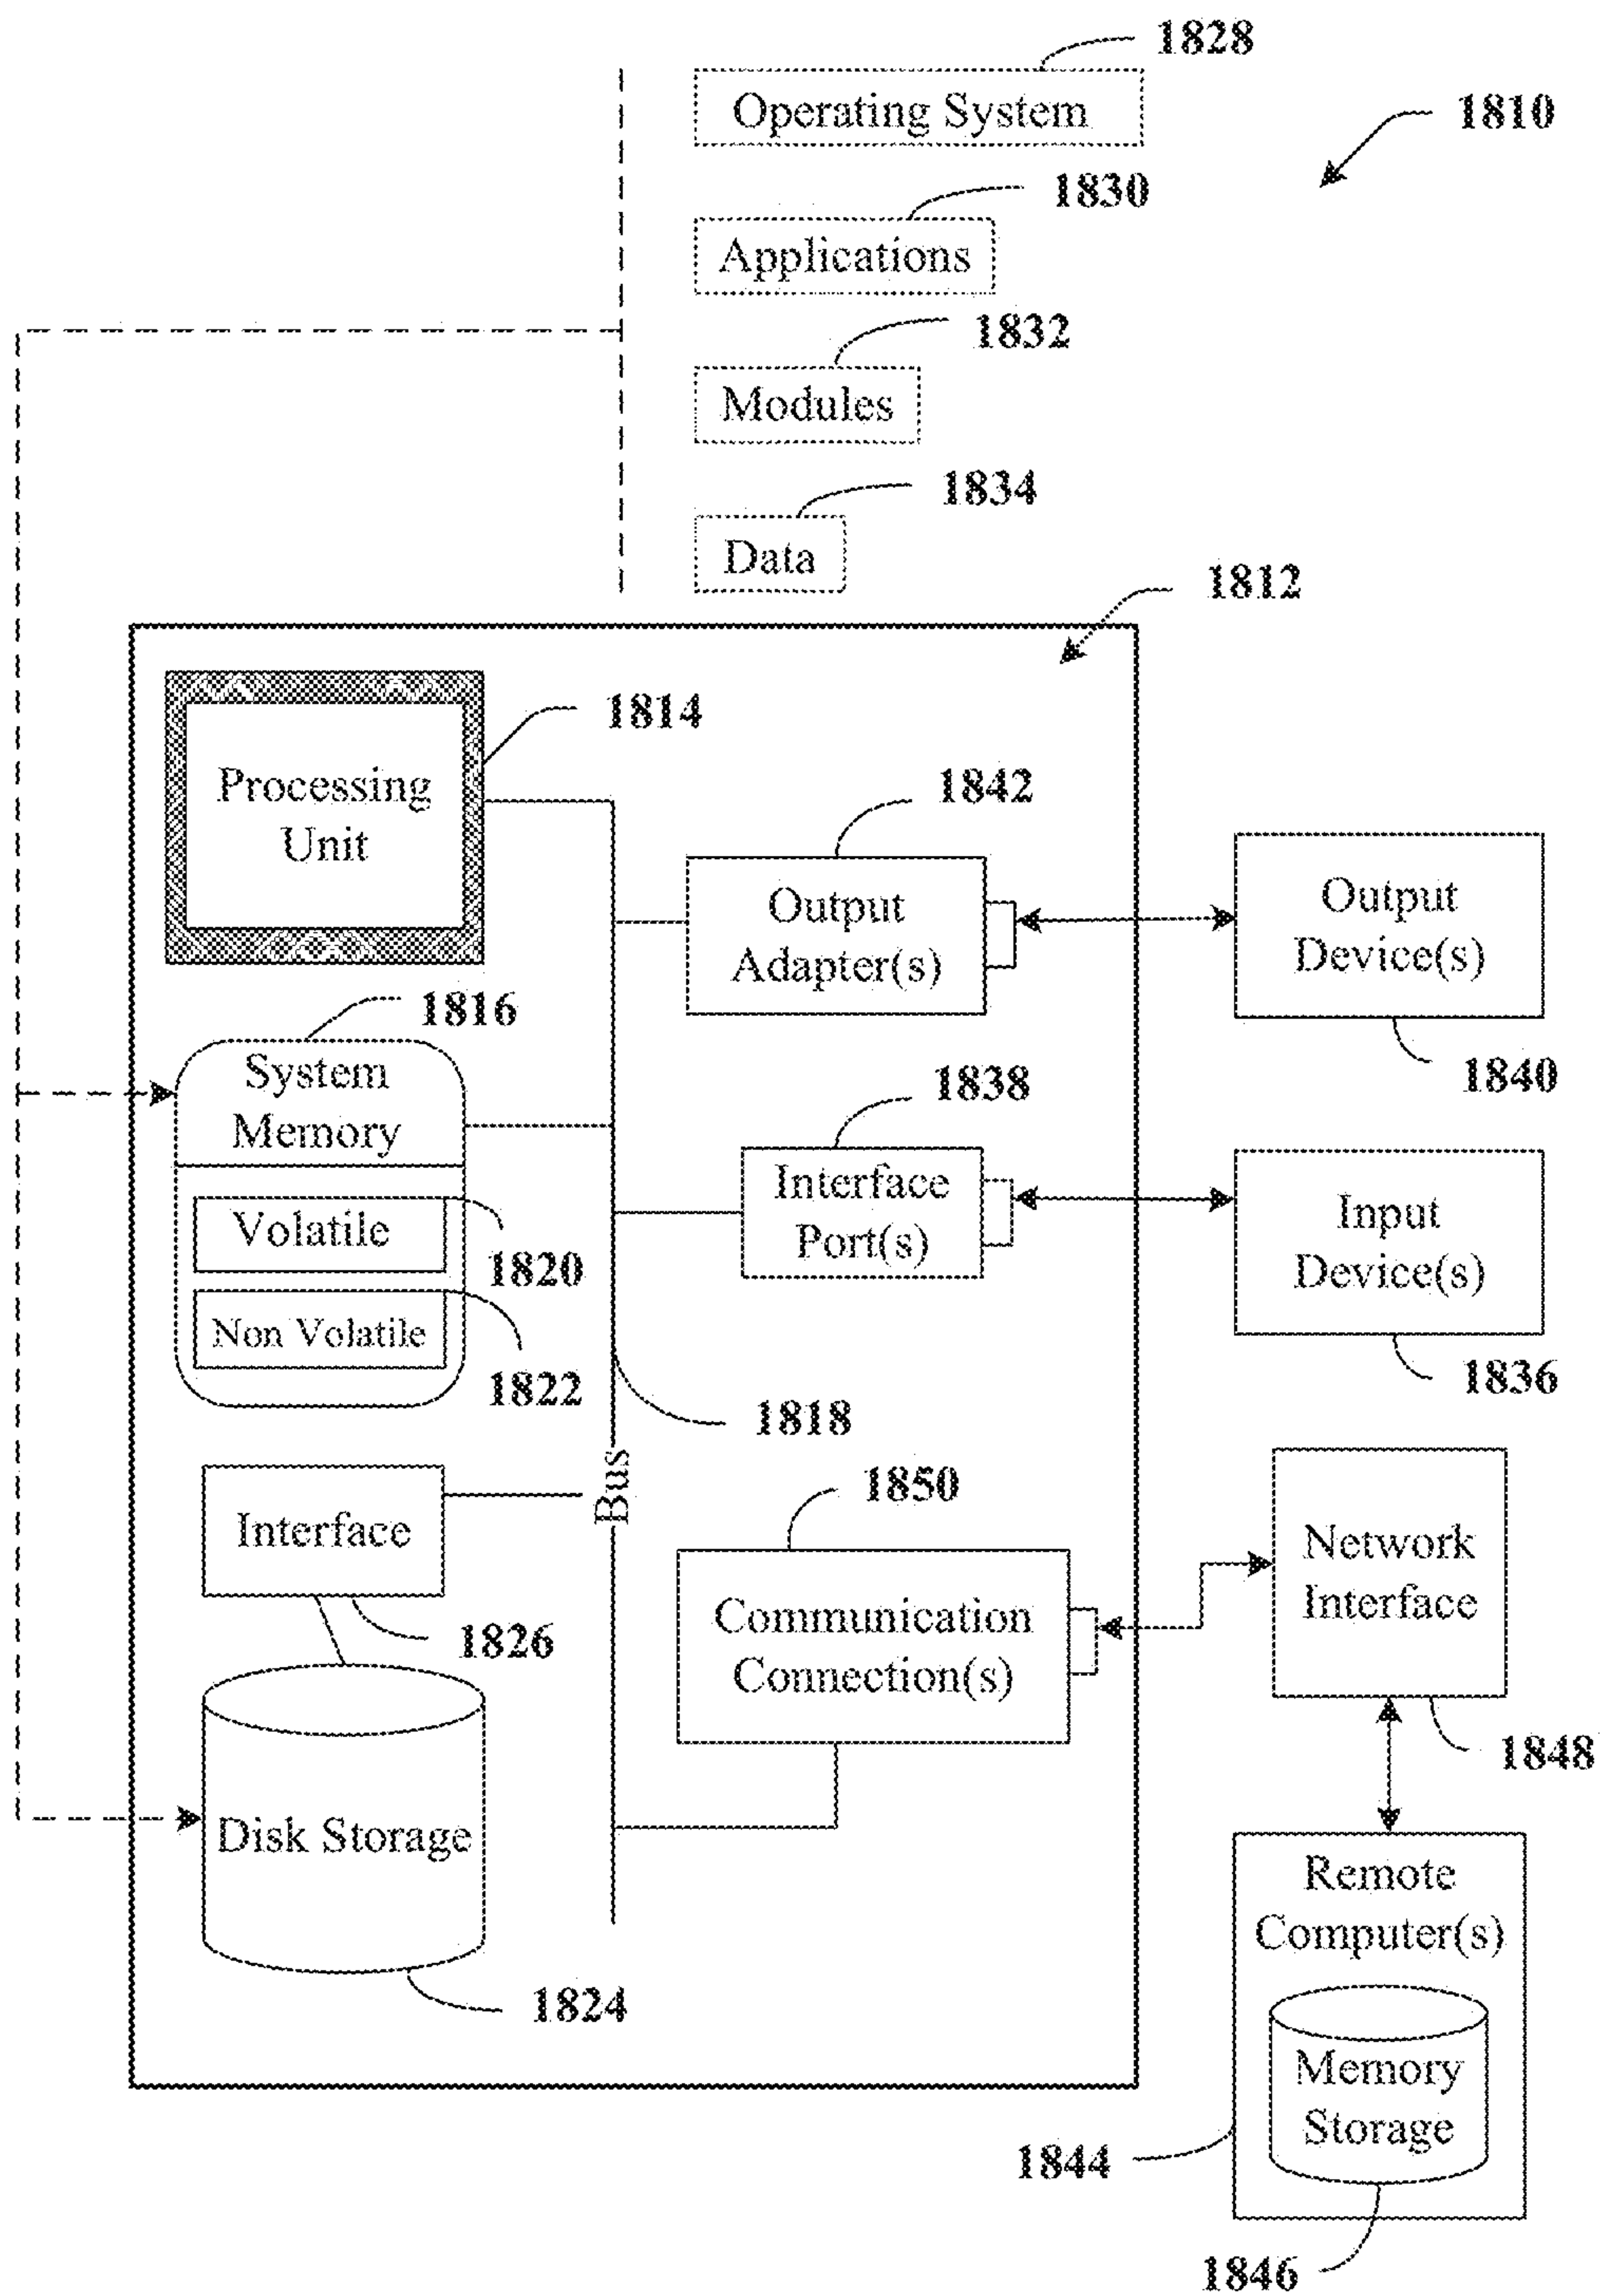 1828
Operating System
1810
1830
Applications
1832
Modules
1834
Data
1812
1814
Processing
Unit
1842
Output
Adapter(s)
Output
Device(s)
1840
1816
System
Memory
1838
Interface
Port(s)
Input
Device(s)
1836
Volatile
1820
Non Volatile
1822
1818
Bus
1850
Interface
1826
Communication
Connection(s)
Network
Interface
1848
Disk Storage
1824
Remote
Computer(s)
Memory
Storage
1844
1846